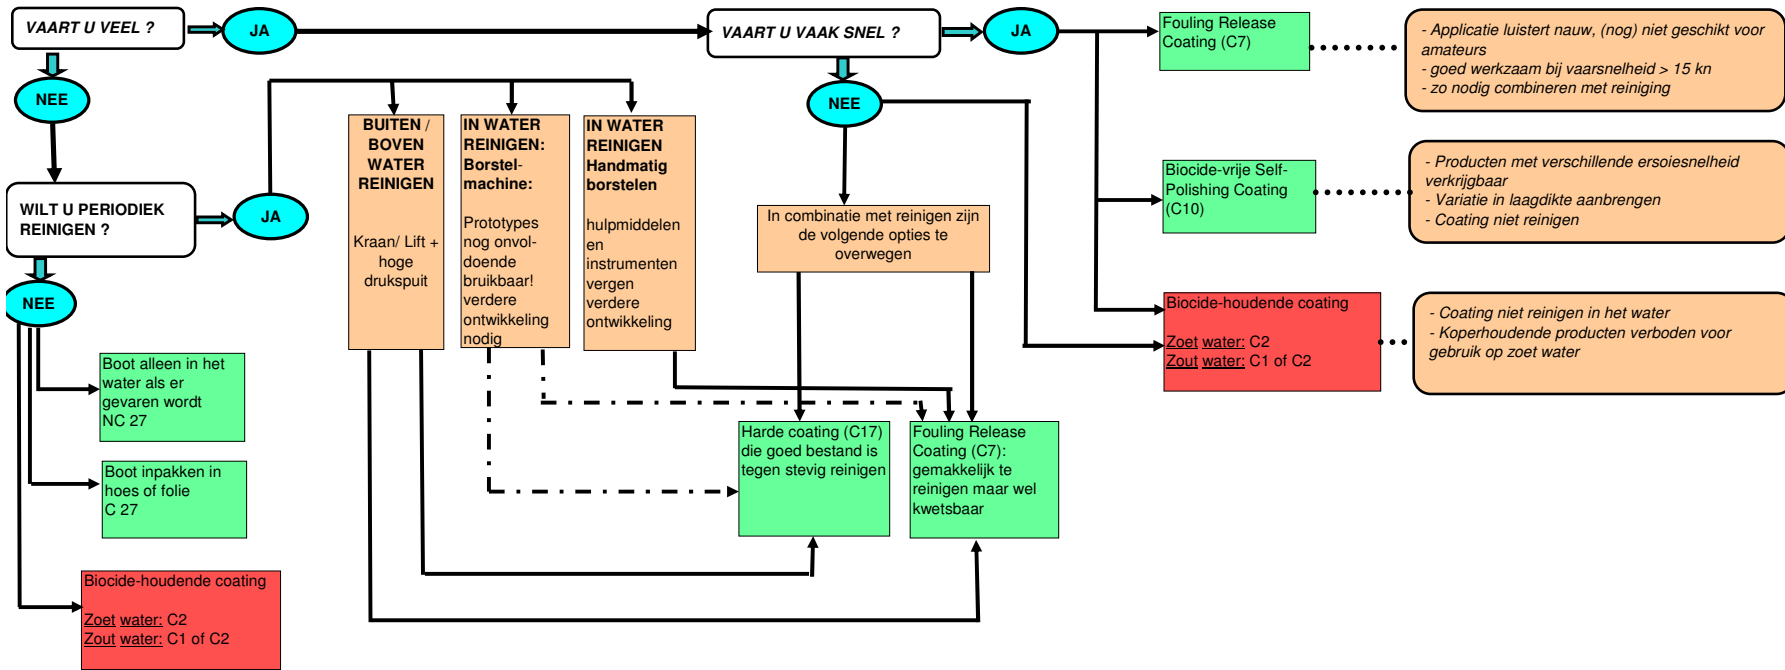 VAART U VEEL ?
JA
NEE
WILT U PERIODIEK
REINIGEN ?
JA
NEE
Boot alleen in het
water als er
gevaren wordt
NC 27
Boot inpakken in
hoes of folie
C 27
Biocide-houdende coating
Zoet water: C2
Zout water: C1 of C2
BUITEN /
BOVEN
WATER
REINIGEN
Kraan/ Lift +
hoge
drukspuit
IN WATER
REINIGEN:
Borstel-
machine:
Prototypes
nog onvol-
doende
bruikbaar!
verdere
ontwikkeling
nodig
IN WATER
REINIGEN
Handmatig
borstelen
hulpmiddelen
en
instrumenten
vergen
verdere
ontwikkeling
VAART U VAAK SNEL ?
JA
NEE
In combinatie met reinigen zijn
de volgende opties te
overwegen
Harde coating (C17)
die goed bestand is
tegen stevig reinigen
Fouling Release
Coating (C7):
gemakkelijk te
reinigen maar wel
kwetsbaar
Fouling Release
Coating (C7)
- Applicatie luistert nauw, (nog) niet geschikt voor
amateurs
- goed werkzaam bij vaarsnelheid > 15 kn
- zo nodig combineren met reiniging
Biocide-vrije Self-
Polishing Coating
(C10)
- Producten met verschillende ersoiesnelheid
verkrijgbaar
- Variatie in laagdikte aanbrengen
- Coating niet reinigen
Biocide-houdende coating
Zoet water: C2
Zout water: C1 of C2
- Coating niet reinigen in het water
- Koperhoudende producten verboden voor
gebruik op zoet water